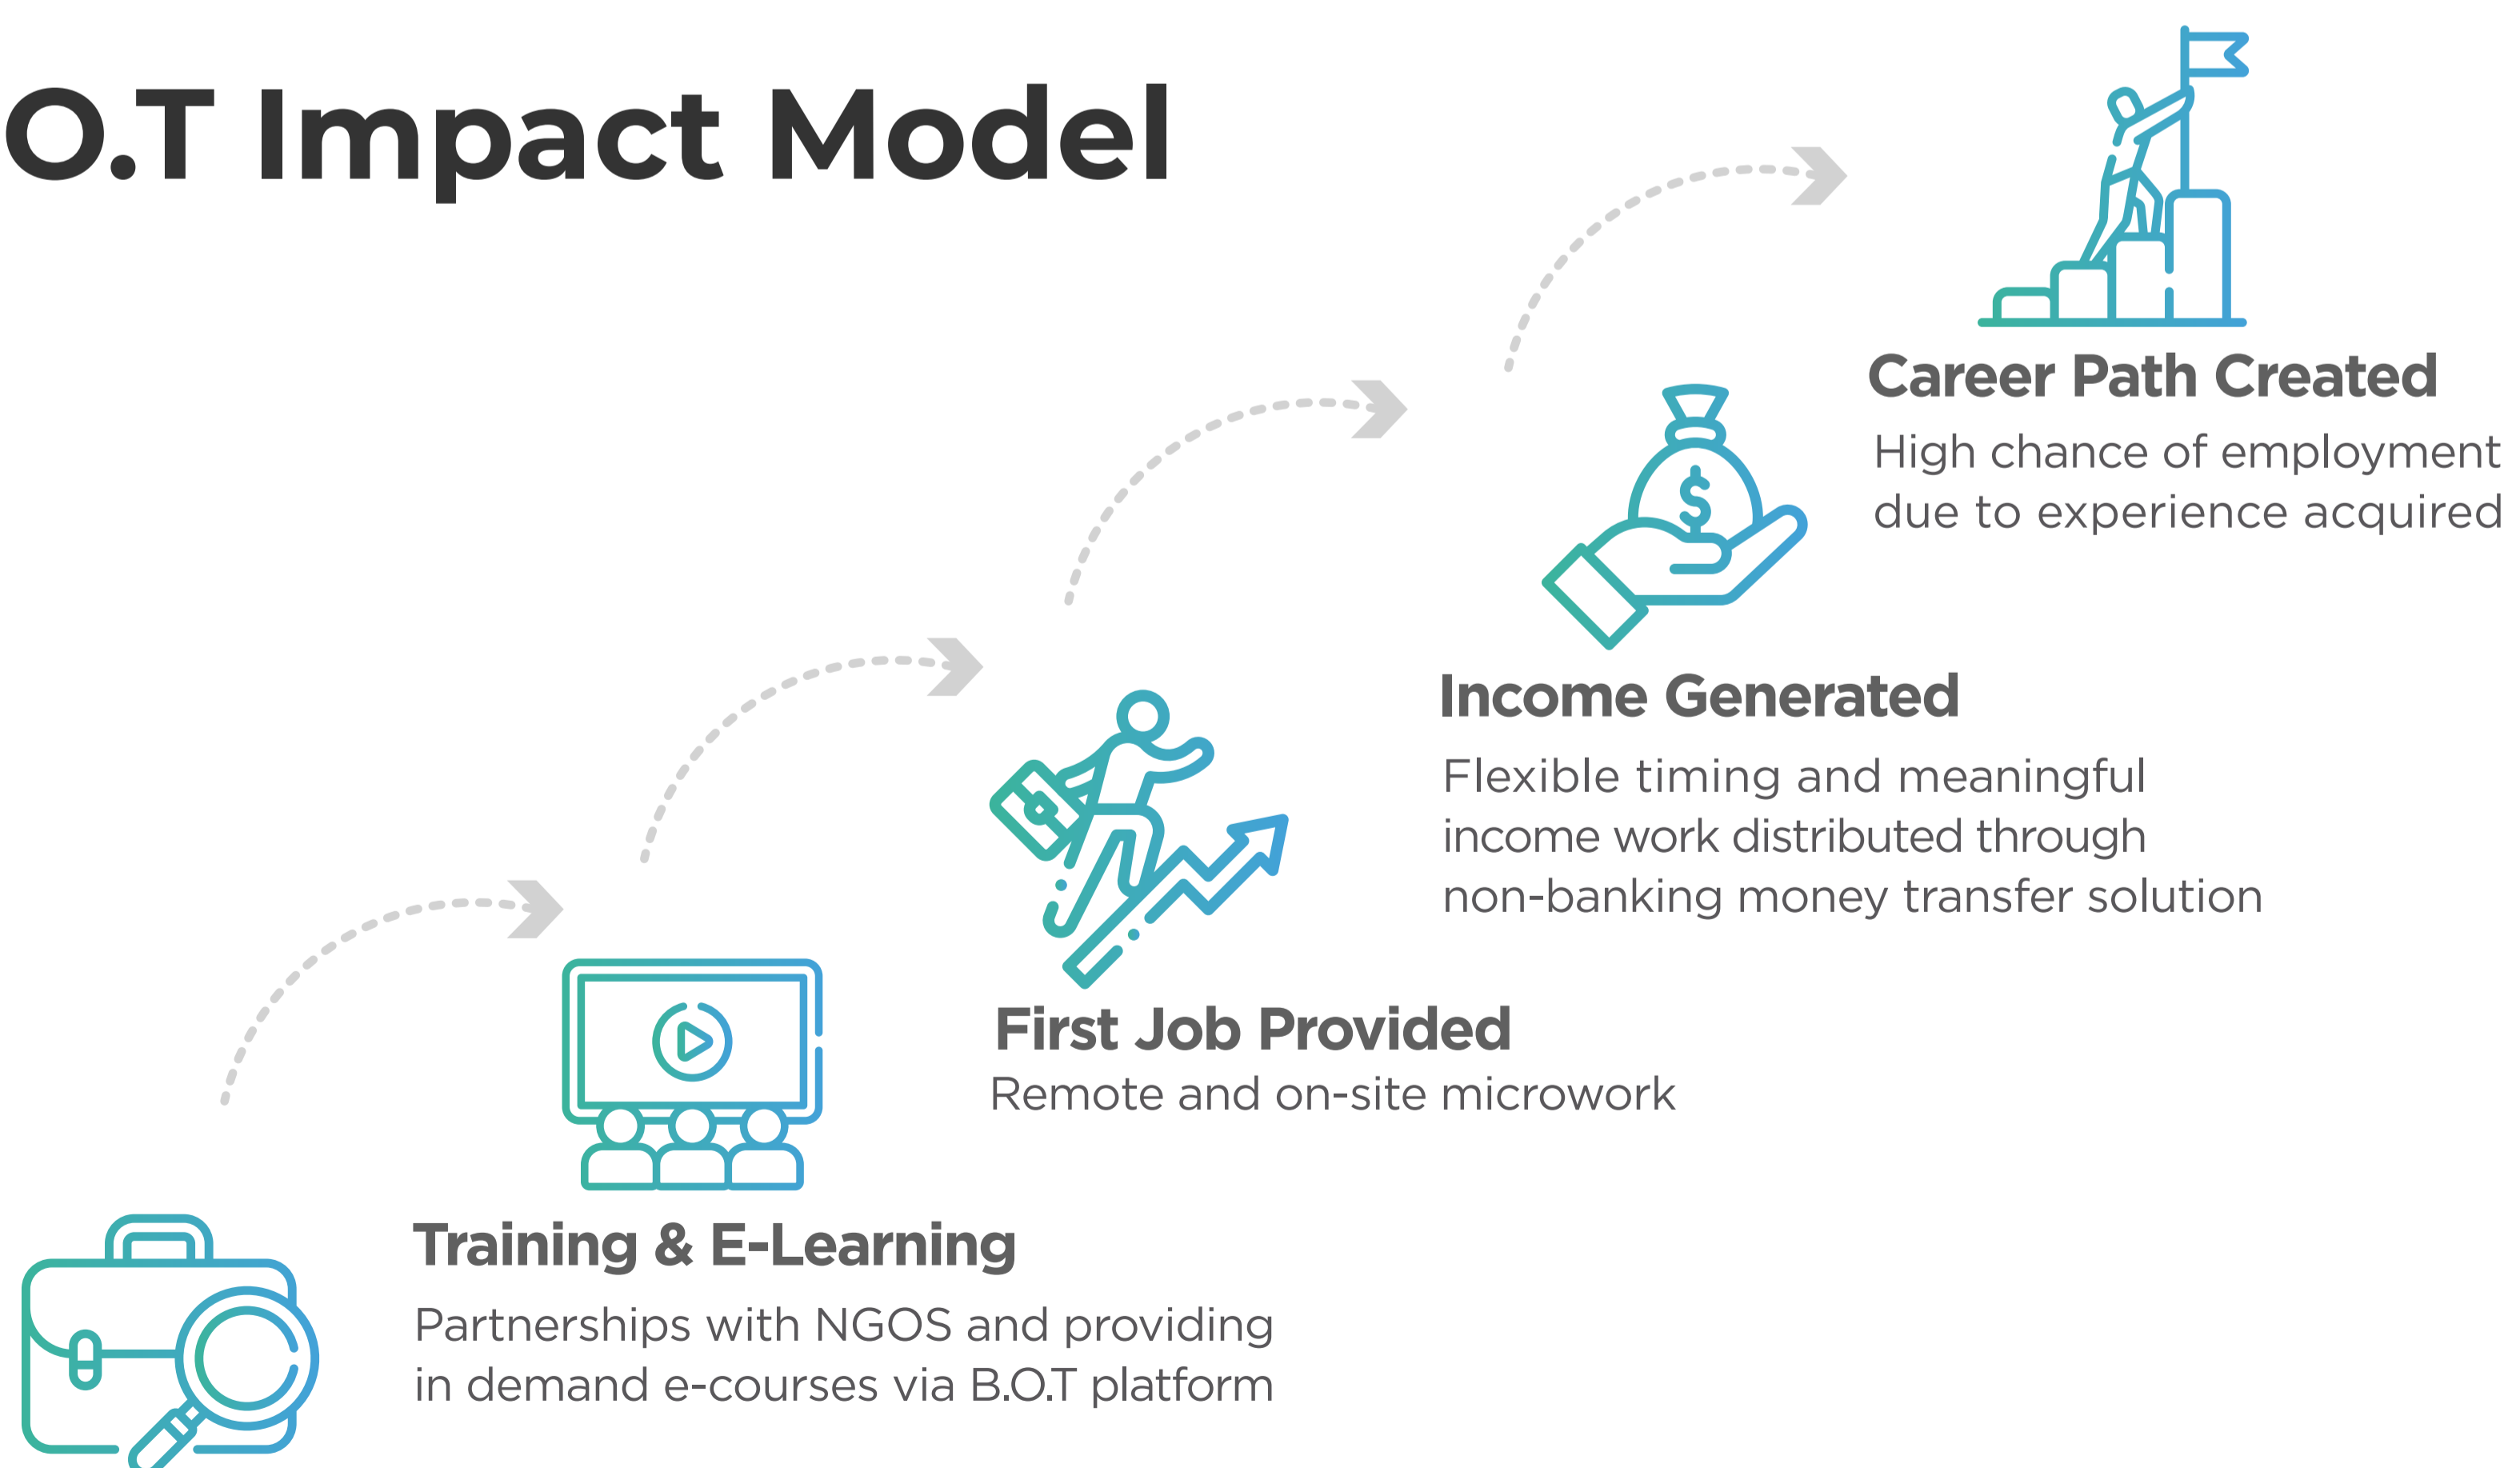 O.T Impact Model
Career Path Created
High chance of employment
due to experience acquired
Income Generated
Flexible timing and meaningful
income work distributed through
non-banking money transfer solution
First Job Provided
Remote and on-site microwork
Training & E-Learning
Partnerships with NGOS and providing
in demand e-courses via B.O.T platform